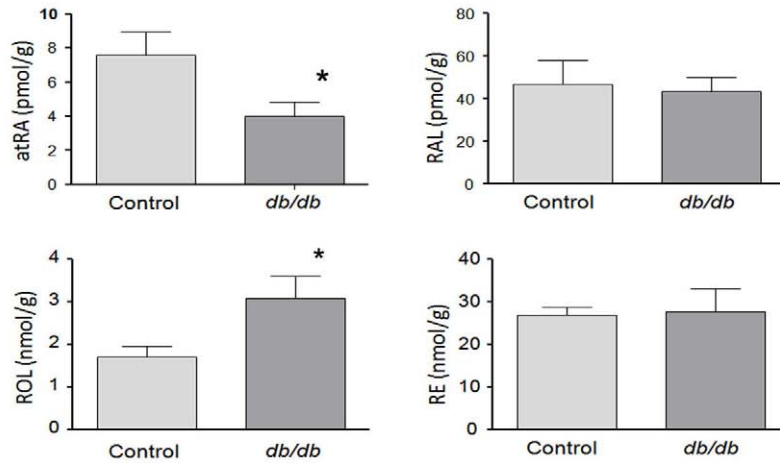 atRA (pmol/g)
10
8
6
4
2
0
*
Control
db/db
RAL (pmol/g)
80
60
40
20
0
Control
db/db
ROL (nmol/g)
4
3
2
1
0
*
Control
db/db
RE (nmol/g)
40
30
20
10
0
Control
db/db